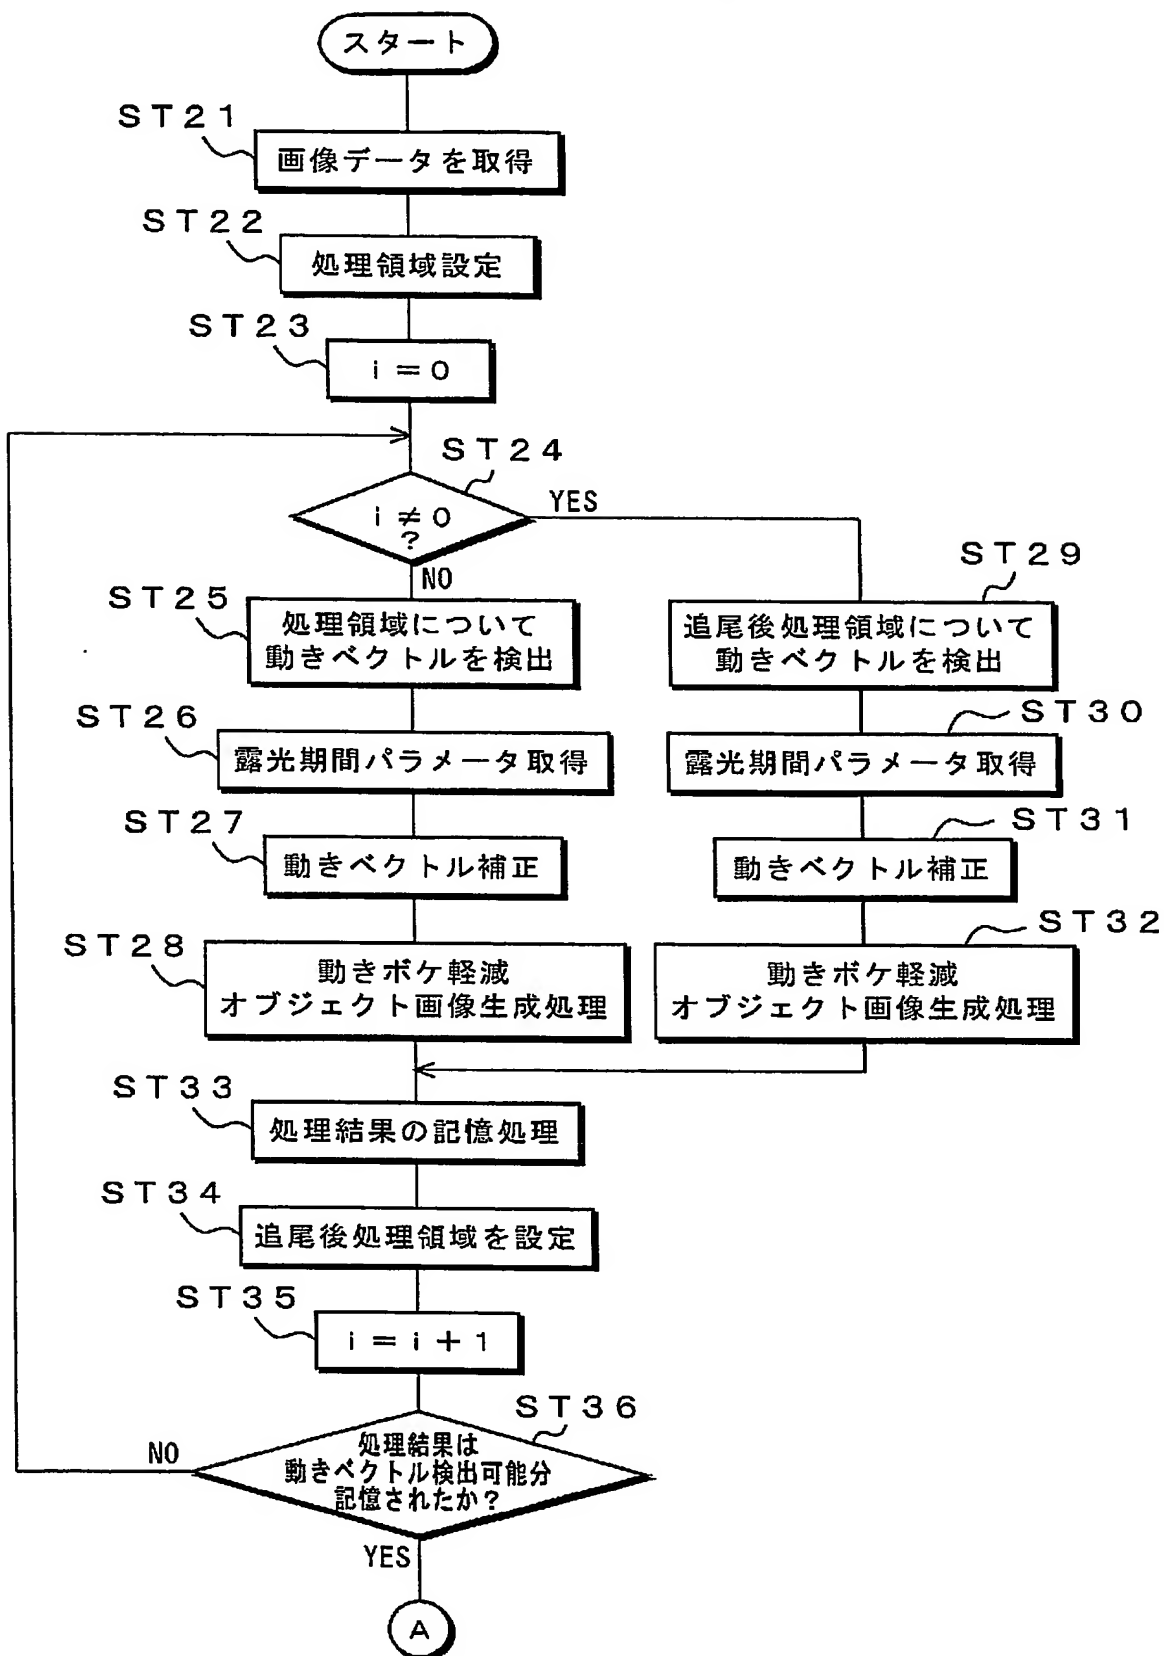 スタート
ST21
画像データを取得
ST22
処理領域設定
ST23
i=0
ST24
i≠0
?
YES
NO
ST25
処理領域について
動きベクトルを検出
ST26
露光期間パラメータ取得
ST27
動きベクトル補正
ST28
動きボケ軽減
オブジェクト画像生成処理
ST29
追尾後処理領域について
動きベクトルを検出
ST30
露光期間パラメータ取得
ST31
動きベクトル補正
ST32
動きボケ軽減
オブジェクト画像生成処理
ST33
処理結果の記憶処理
ST34
追尾後処理領域を設定
ST35
i=i+1
ST36
処理結果は
動きベクトル検出可能分
記憶されたか?
NO
YES
A